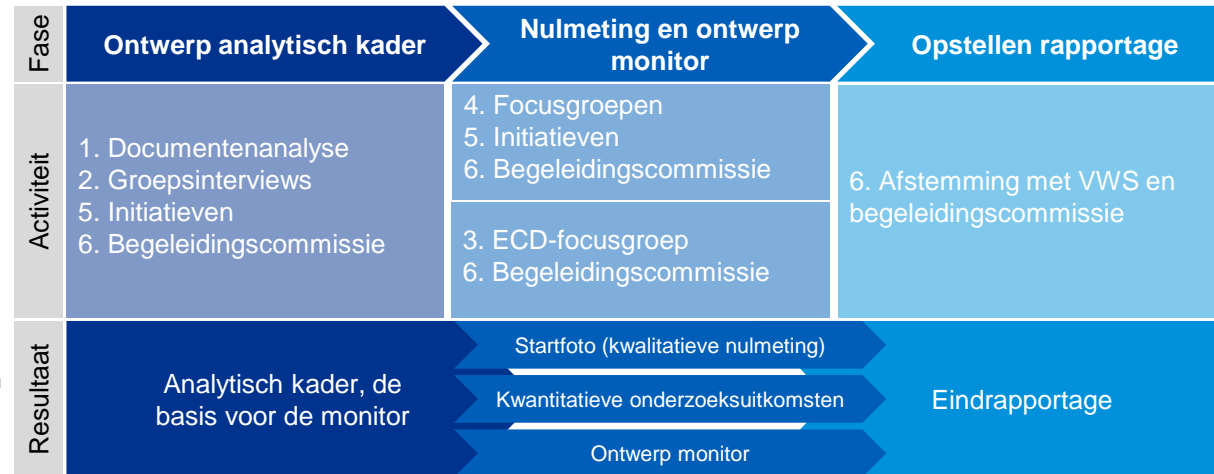 Fase
Ontwerp analytisch kader
Nulmeting en ontwerp
monitor
Opstellen rapportage
Activiteit
1. Documentenanalyse
2. Groepsinterviews
5. Initiatieven
6. Begeleidingscommissie
4. Focusgroepen
5. Initiatieven
6. Begeleidingscommissie
3. ECD-focusgroep
6. Begeleidingscommissie
6. Afstemming met VWS en
begeleidingscommissie
Resultaat
Analytisch kader, de
basis voor de monitor
Startfoto (kwalitatieve nulmeting)
Kwantitatieve onderzoeksuitkomsten
Ontwerp monitor
Eindrapportage